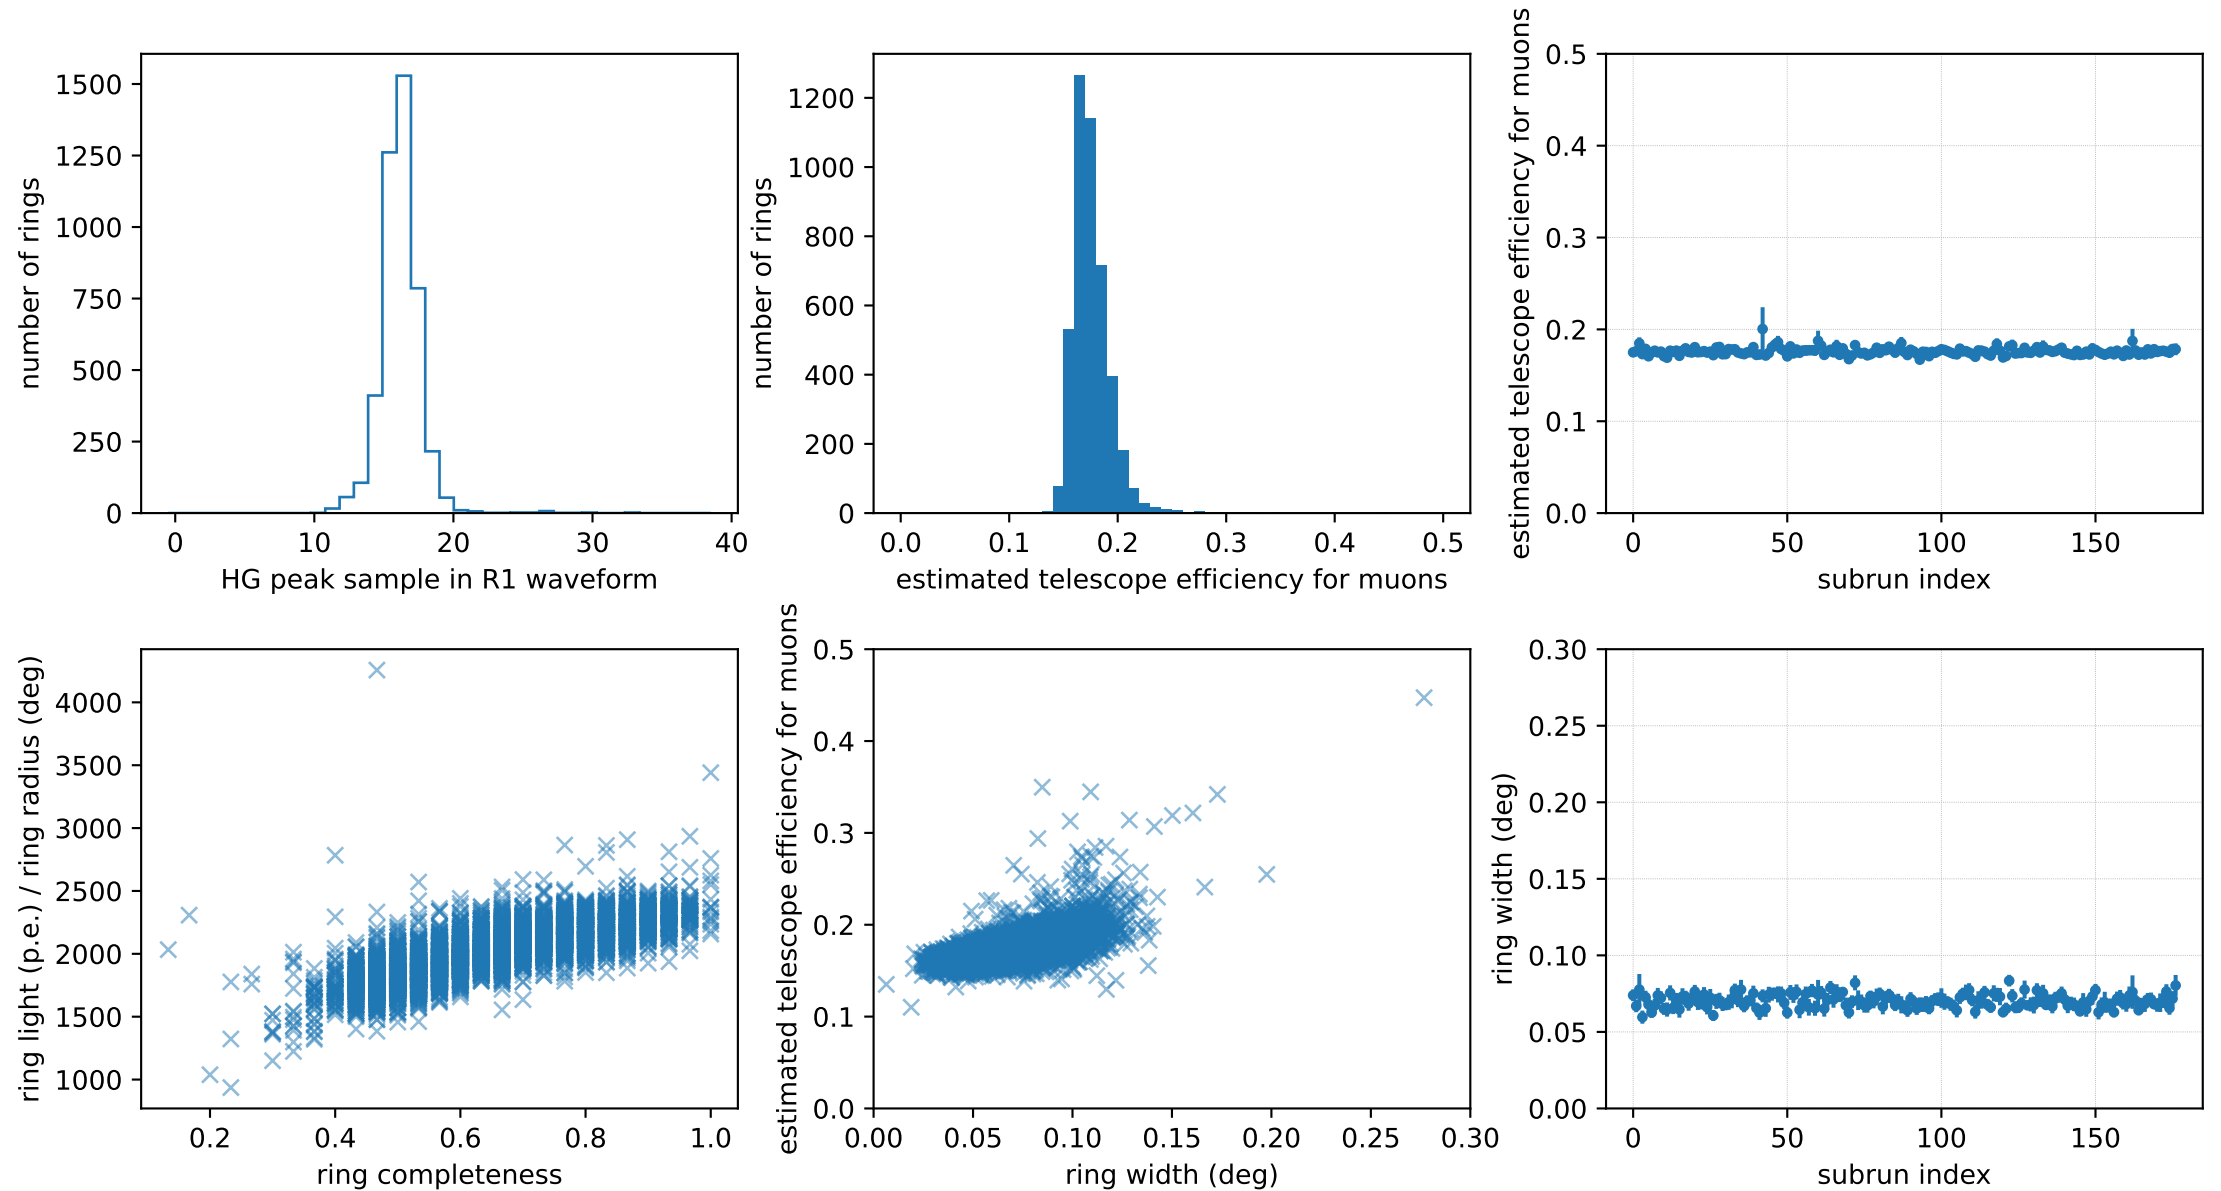 number of rings
1500
1250
1000
750
500
250
0
0 10 20 30 40
HG peak sample in R1 waveform
number of rings
1200
1000
800
600
400
200
0
0.0 0.1 0.2 0.3 0.4 0.5
estimated telescope efficiency for muons
estimated telescope efficiency for muons
0.5
0.4
0.3
0.2
0.1
0.0
0 50 100 150
subrun index
ring light (p.e.) / ring radius (deg)
4000
3500
3000
2500
2000
1500
1000
0.2 0.4 0.6 0.8 1.0
ring completeness
estimated telescope efficiency for muons
0.5
0.4
0.3
0.2
0.1
0.0
0.00 0.05 0.10 0.15 0.20 0.25 0.30
ring width (deg)
ring width (deg)
0.30
0.25
0.20
0.15
0.10
0.05
0.00
0 50 100 150
subrun index